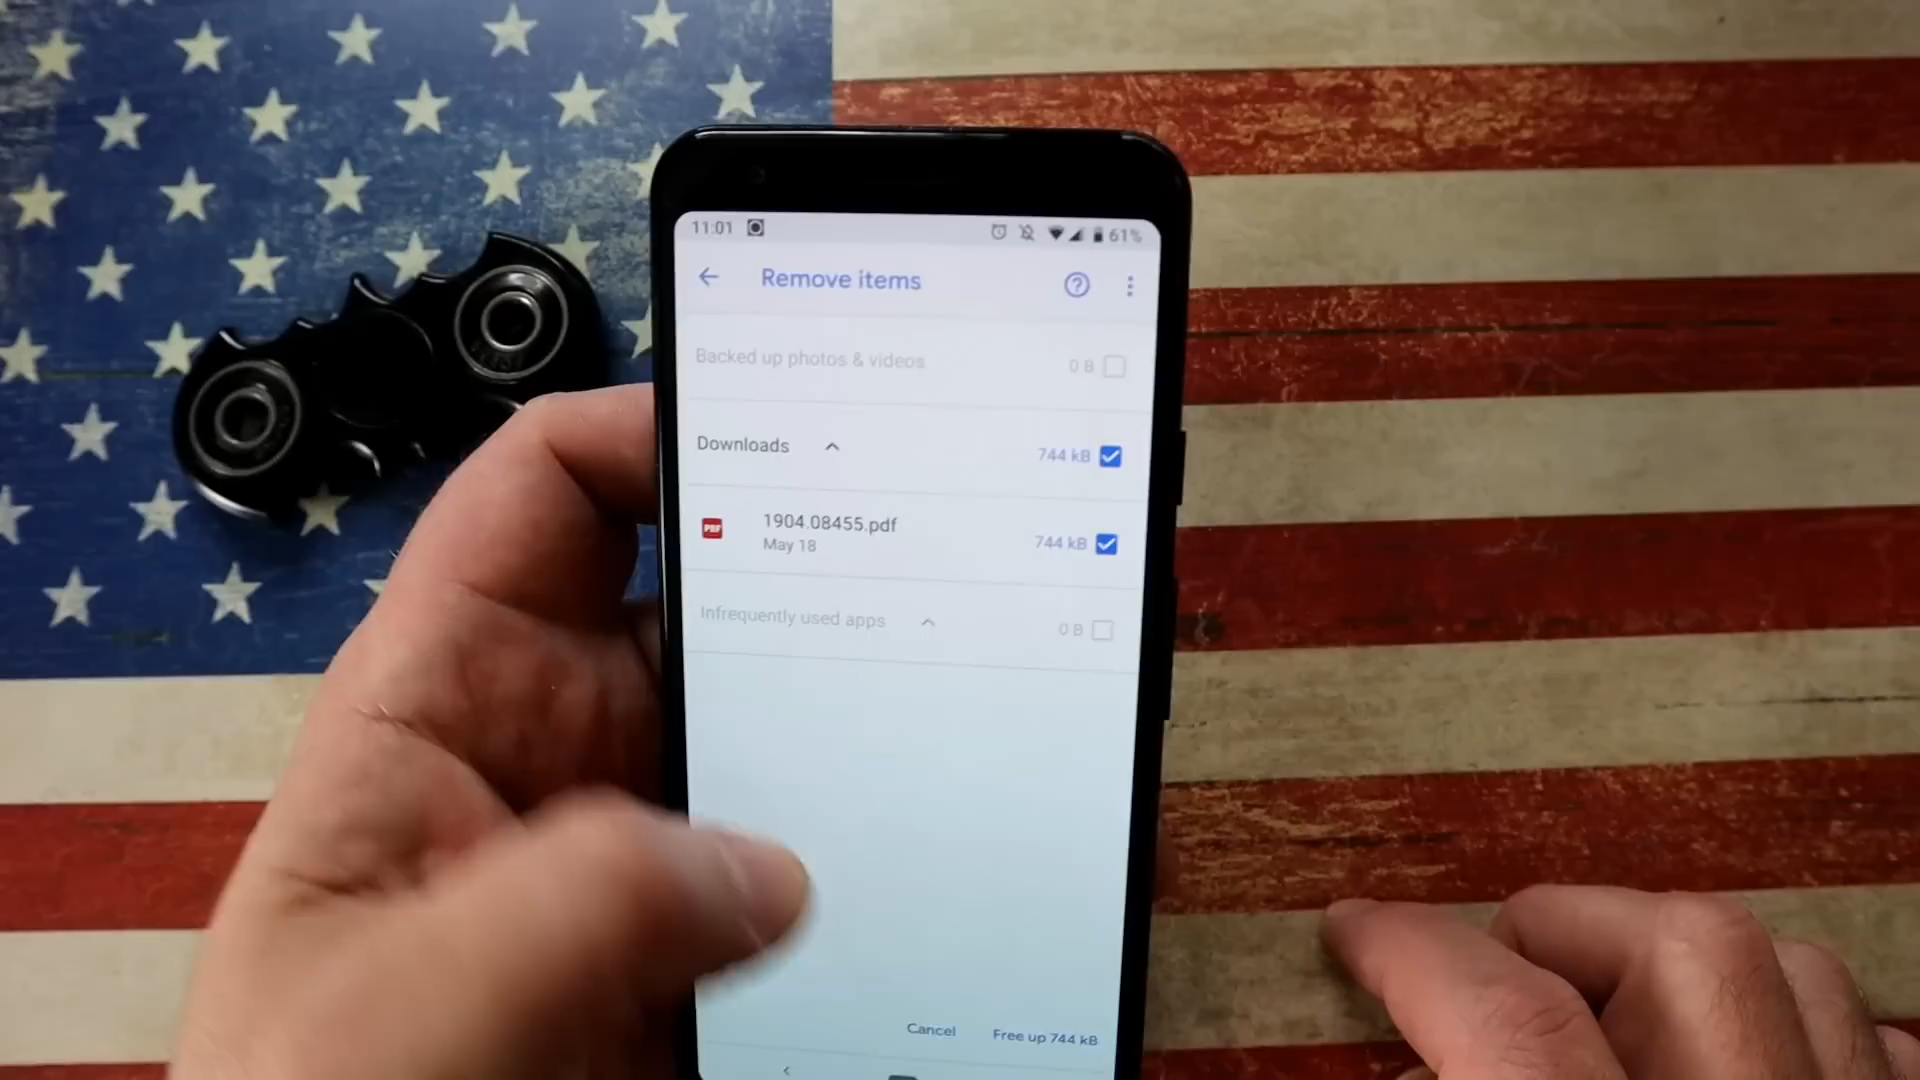 11:01 61%
Remove items
Backed up photos & videos 0 B
Downloads 744 kB
PDF
1904.08455.pdf
May 18
744 kB
Infrequently used apps 0 B
Cancel Free up 744 kB